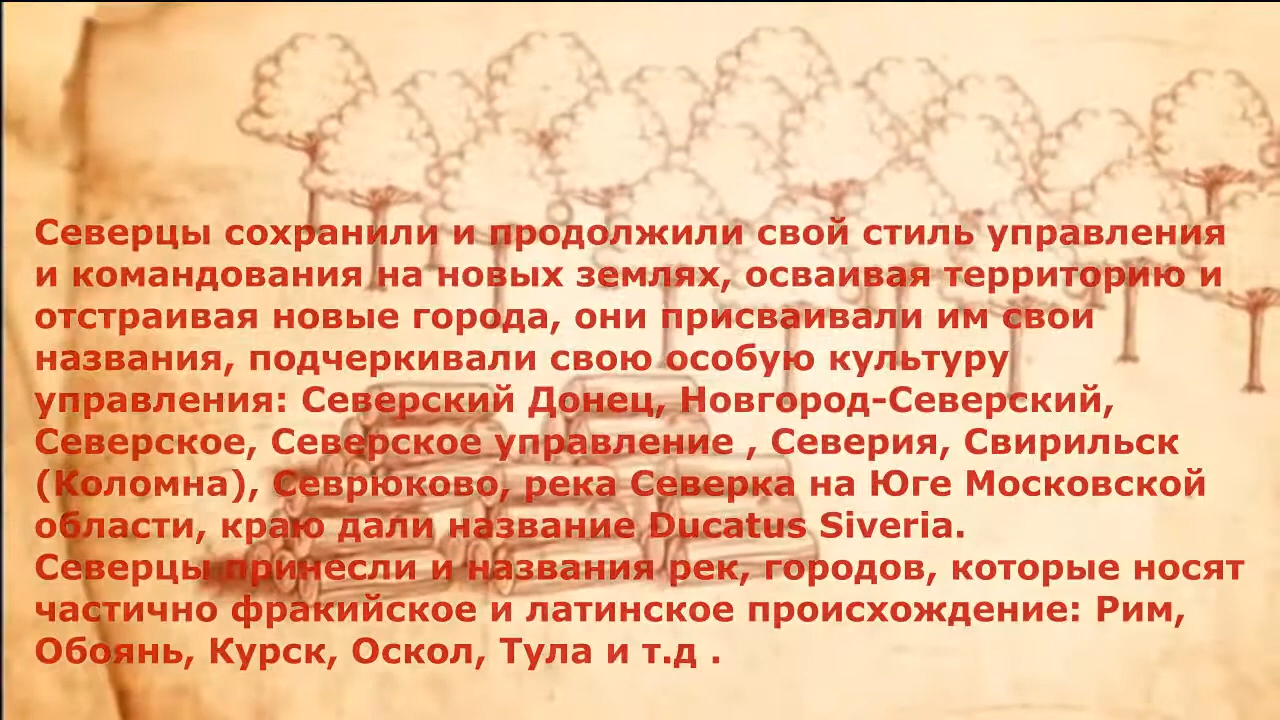 Северцы сохранили и продолжили свой стиль управления
и командования на новых землях, осваивая территорию и
отстраивая новые города, они присваивали им свои
названия, подчеркивали свою особую культуру
управления: Северский Донец, Новгород-Северский,
Северское, Северское управление , Северия, Свирильск
(Коломна), Севрюково, река Северка на Юге Московской
области, краю дали название Ducatus Siveria.
Северцы принесли и названия рек, городов, которые носят
частично фракийское и латинское происхождение: Рим,
Обоянь, Курск, Оскол, Тула и т.д .